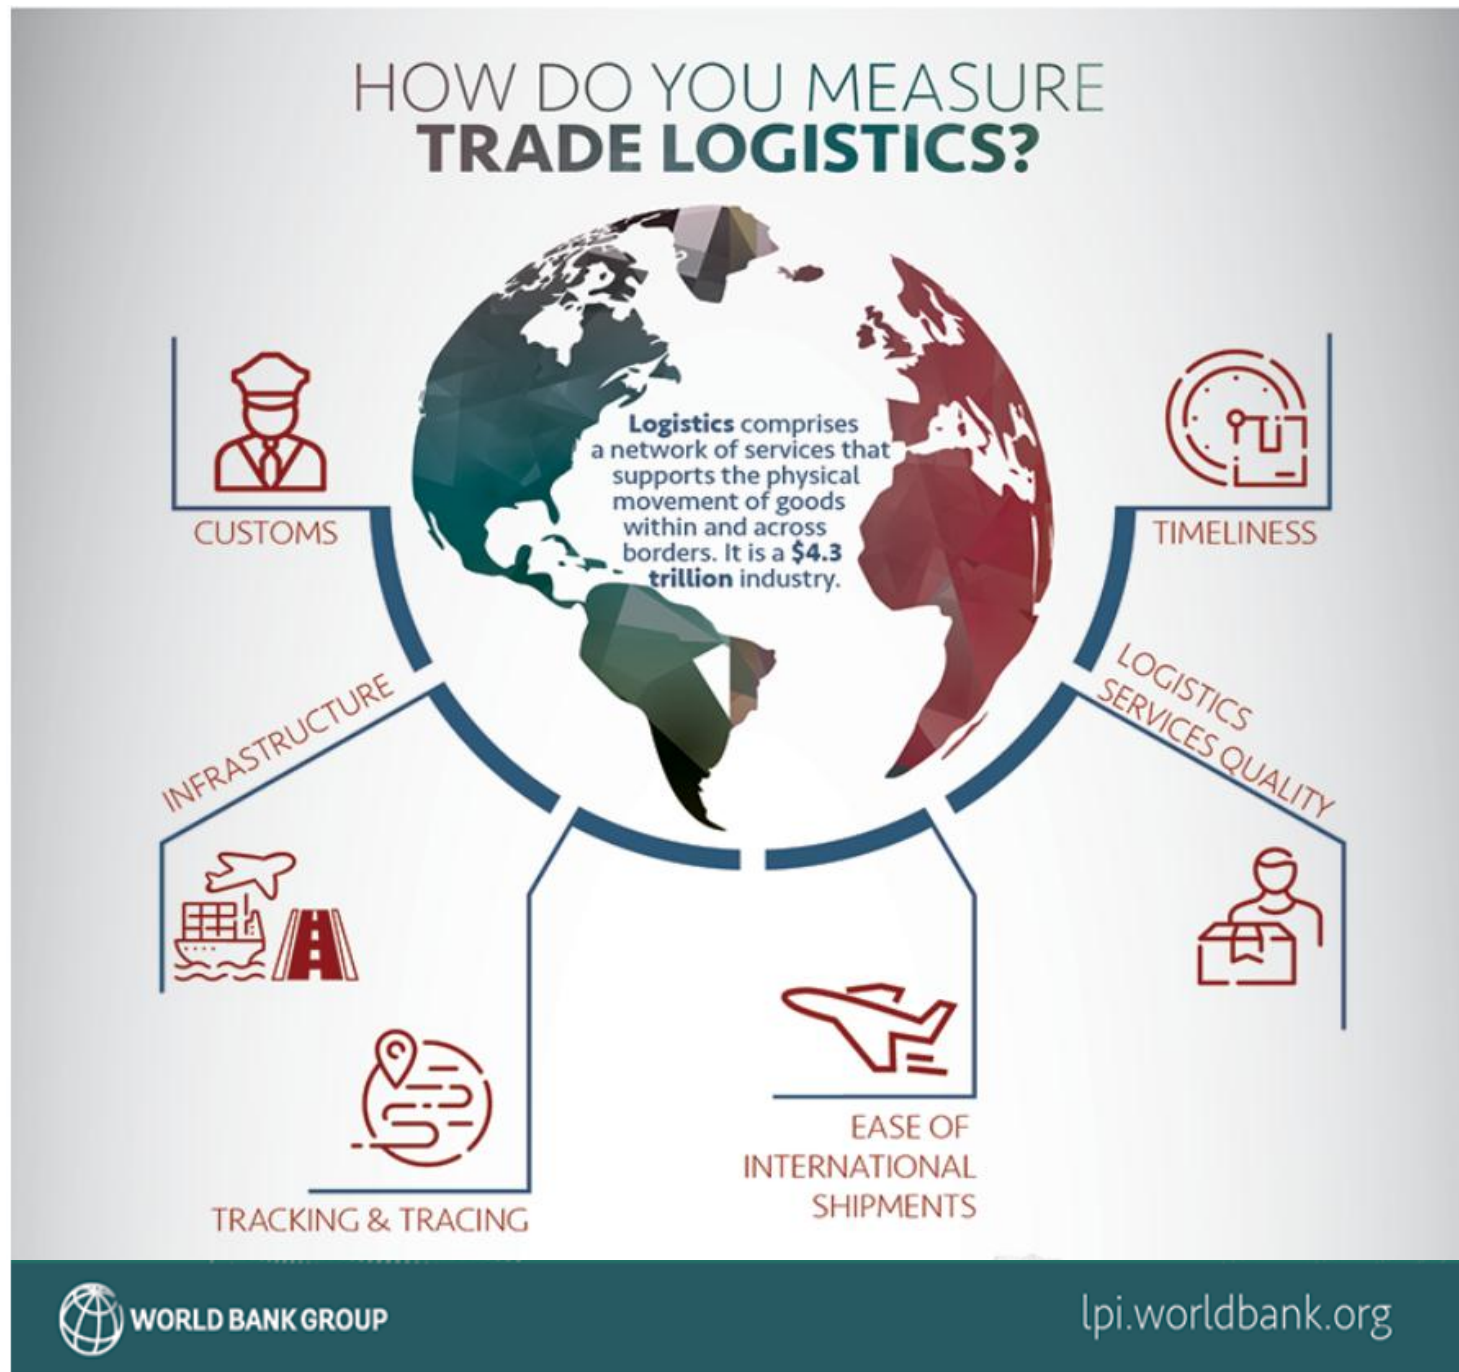 HOW DO YOU MEASURE
TRADE LOGISTICS?
Logistics comprises
a network of services that
supports the physical
movement of goods
within and across
borders. It is a $4.3
trillion industry.
CUSTOMS
TIMELINESS
INFRASTRUCTURE
LOGISTICS
SERVICES QUALITY
TRACKING & TRACING
EASE OF
INTERNATIONAL
SHIPMENTS
WORLD BANK GROUP
lpi.worldbank.org